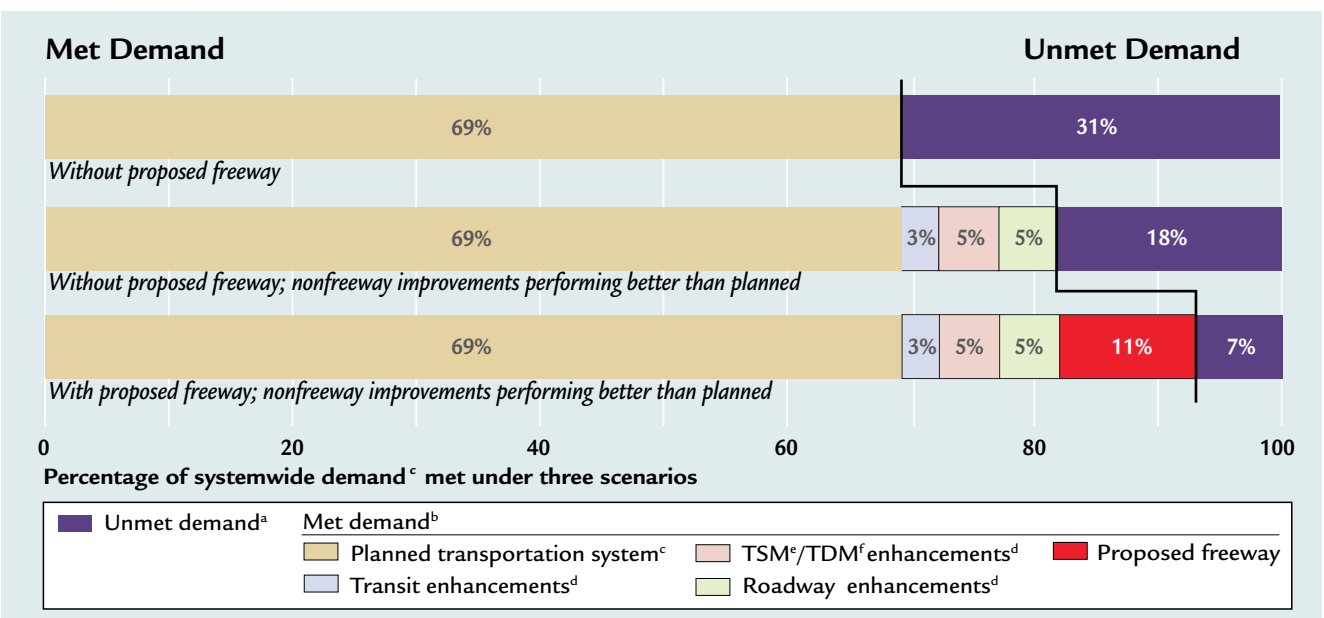 Met Demand Unmet Demand
69% 31%
Without proposed freeway
69% 3% 5% 5% 18%
Without proposed freeway; nonfreeway improvements performing better than planned
69% 3% 5% 5% 11% 7%
With proposed freeway; nonfreeway improvements performing better than planned
0 20 40 60 80 100
Percentage of systemwide demand c met under three scenarios
Unmet demanda Met demandb
Planned transportation systemc TSMe/TDMf enhancementsd Proposed freeway
Transit enhancementsd Roadway enhancementsd